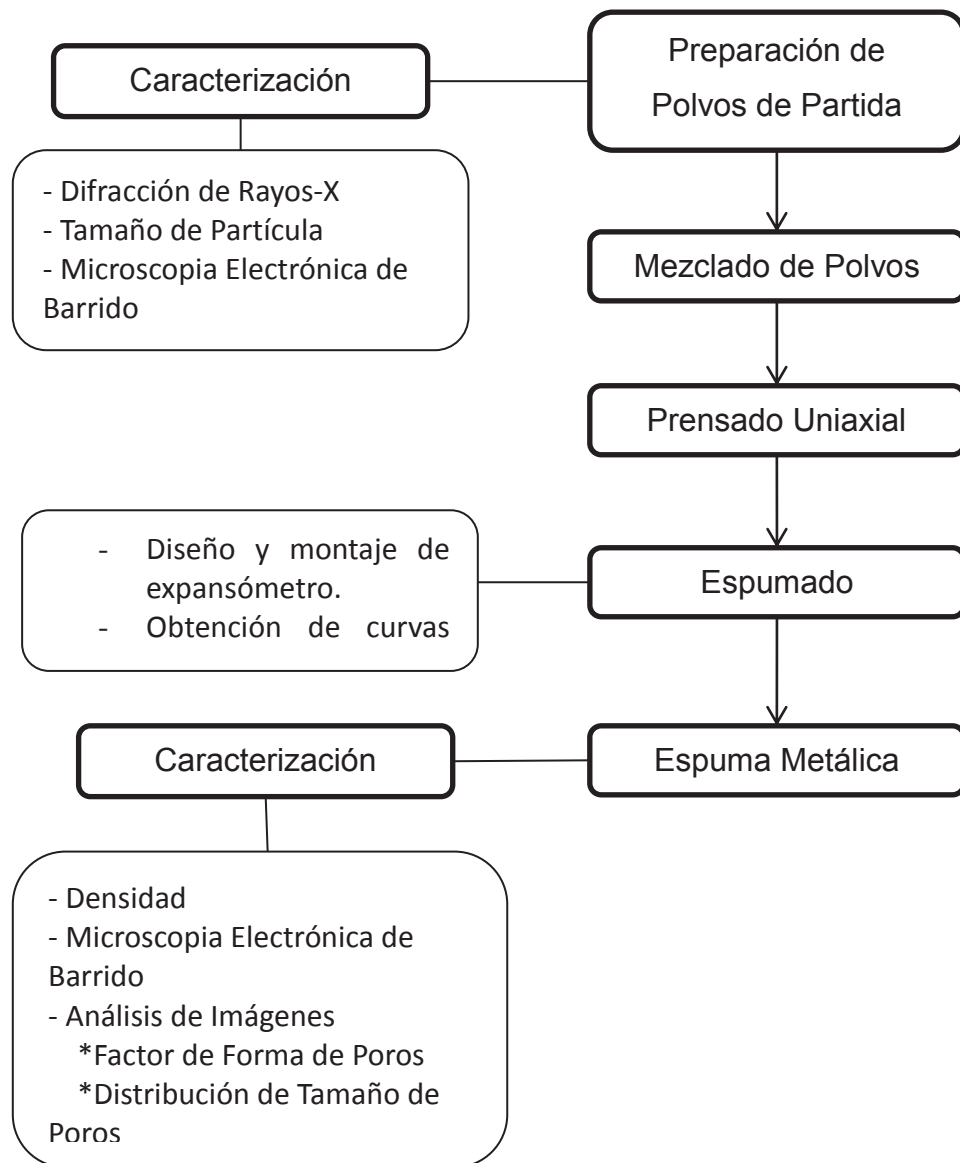 Preparación de
Polvos de Partida
Caracterización
- Difracción de Rayos-X
- Tamaño de Partícula
- Microscopia Electrónica de
Barrido
Mezclado de Polvos
Prensado Uniaxial
- Diseño y montaje de
expansómetro.
- Obtención de curvas
Espumado
Caracterización
Espuma Metálica
- Densidad
- Microscopia Electrónica de
Barrido
- Análisis de Imágenes
*Factor de Forma de Poros
*Distribución de Tamaño de
Poros